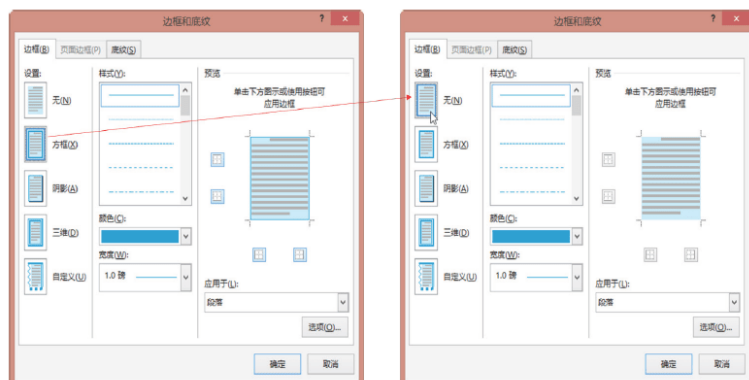 边框和底纹
? x
边框(B) 页面边框(P) 底纹(S)
设置:
无(N)
方框(X)
阴影(A)
三维(D)
自定义(U)
样式(Y):
颜色(C):
宽度(W):
1.0 磅
预览
单击下方图示或使用按钮可
应用边框
应用于(L):
段落
选项(O)...
确定 取消
边框和底纹
? x
边框(B) 页面边框(P) 底纹(S)
设置:
无(N)
方框(X)
阴影(A)
三维(D)
自定义(U)
样式(Y):
颜色(C):
宽度(W):
1.0 磅
预览
单击下方图示或使用按钮可
应用边框
应用于(L):
段落
选项(O)...
确定 取消